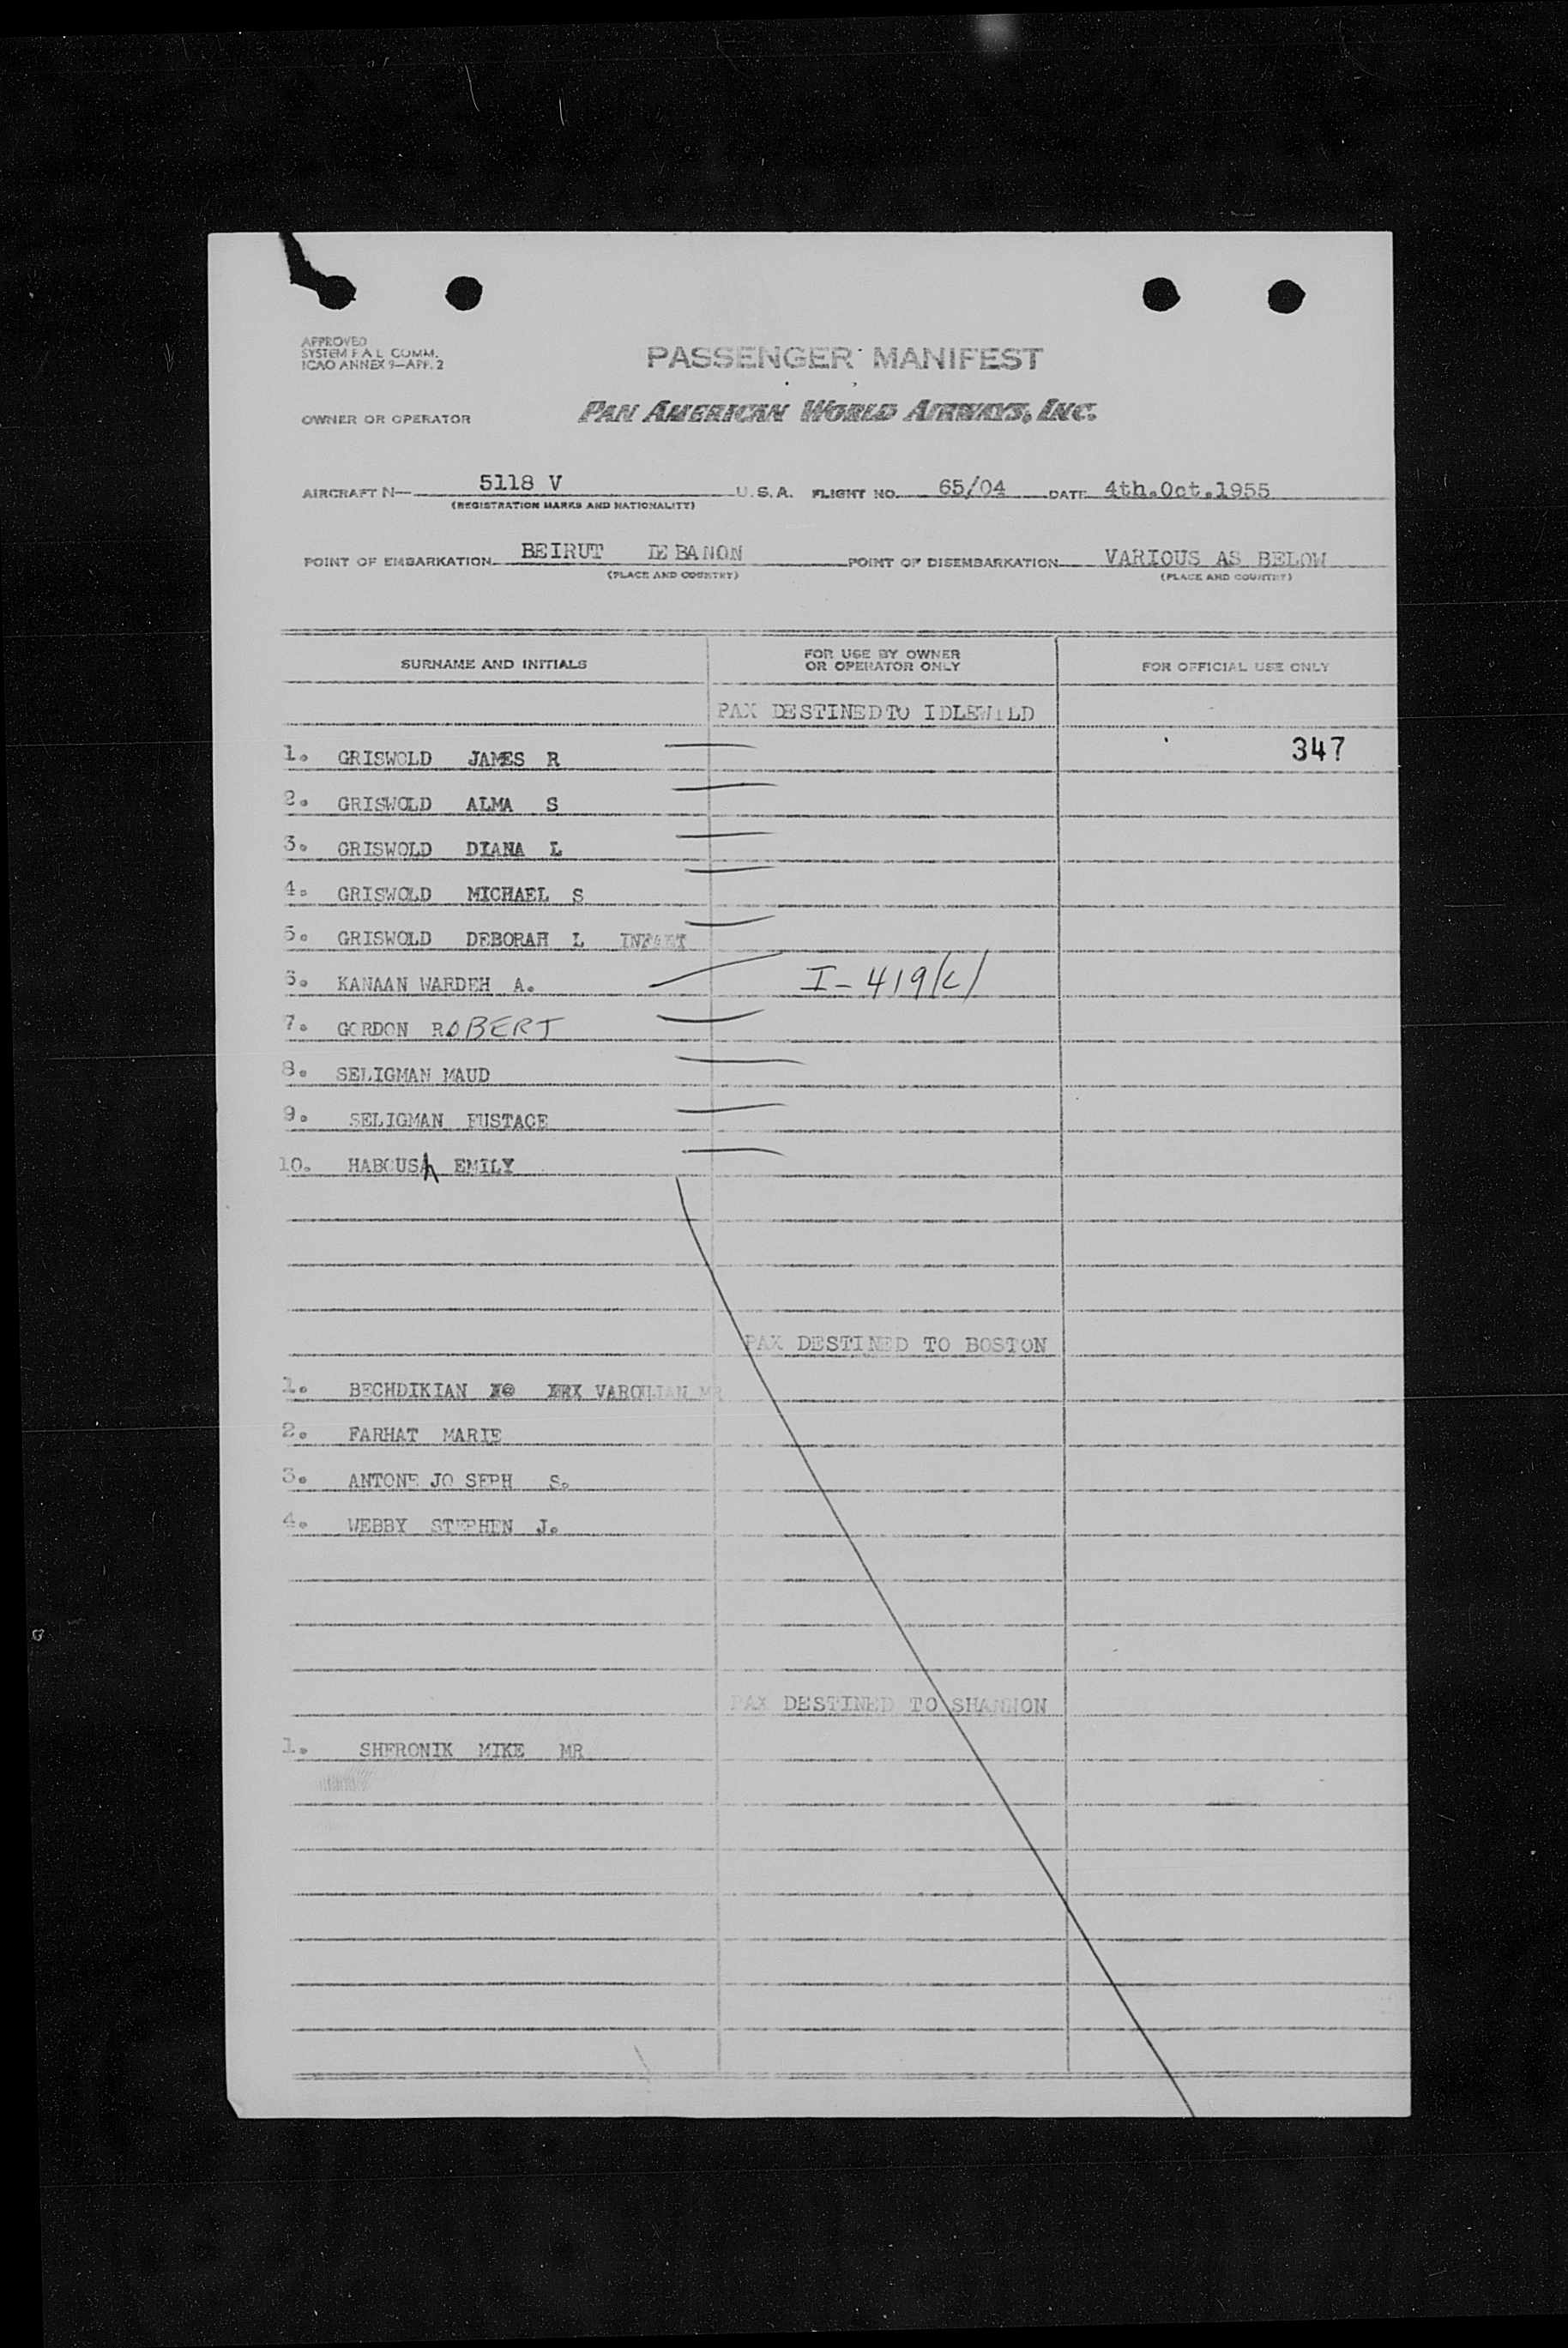 APPROVED
SYSTEM F A L COMM.
ICAO ANNEX 9—APP. 2
PASSENGER MANIFEST
OWNER OR OPERATOR
PAN AMERICAN WORLD AIRWAYS, INC.
AIRCRAFT N— 5118 V U. S. A. FLIGHT NO. 65/04 DATE 4th.Oct.1955
(REGISTRATION MARKS AND NATIONALITY)
POINT OF EMBARKATION BEIRUT LEBANON POINT OF DISEMBARKATION VARIOUS AS BELOW
(PLACE AND COUNTRY) (PLACE AND COUNTRY)
SURNAME AND INITIALS
FOR USE BY OWNER
OR OPERATOR ONLY
FOR OFFICIAL USE ONLY
PAX DESTINED TO IDLEWILD
1. GRISWOLD JAMES R 347
2. GRISWOLD ALMA S
3. GRISWOLD DIANA L
4. GRISWOLD MICHAEL S
5. GRISWOLD DEBORAH L INFANT
6. KANAAN WARDEH A. I-419(c)
7. GORDON ROBERT
8. SELIGMAN MAUD
9. SELIGMAN EUSTACE
10. HABOUSh EMILY
PAX DESTINED TO BOSTON
1. BECHDIKIAN MR
2. FARHAT MARIE
3. ANTONE JO SEPH S.
4. WEBBY STEPHEN J.
PAX DESTINED TO SHANNON
1. SHERONIK MIKE MR